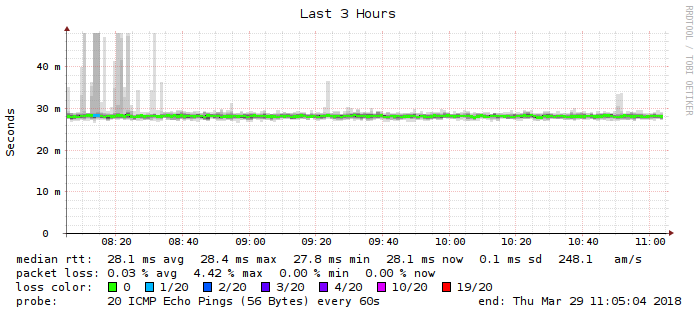 Last 3 Hours
RRDTOOL / TOBI OETIKER
Seconds
40 m
30 m
20 m
10 m
0
08:20 08:40 09:00 09:20 09:40 10:00 10:20 10:40 11:00
median rtt: 28.1 ms avg 28.4 ms max 27.8 ms min 28.1 ms now 0.1 ms sd 248.1 am/s
packet loss: 0.03 % avg 4.42 % max 0.00 % min 0.00 % now
loss color: 0 1/20 2/20 3/20 4/20 10/20 19/20
probe: 20 ICMP Echo Pings (56 Bytes) every 60s end: Thu Mar 29 11:05:04 2018